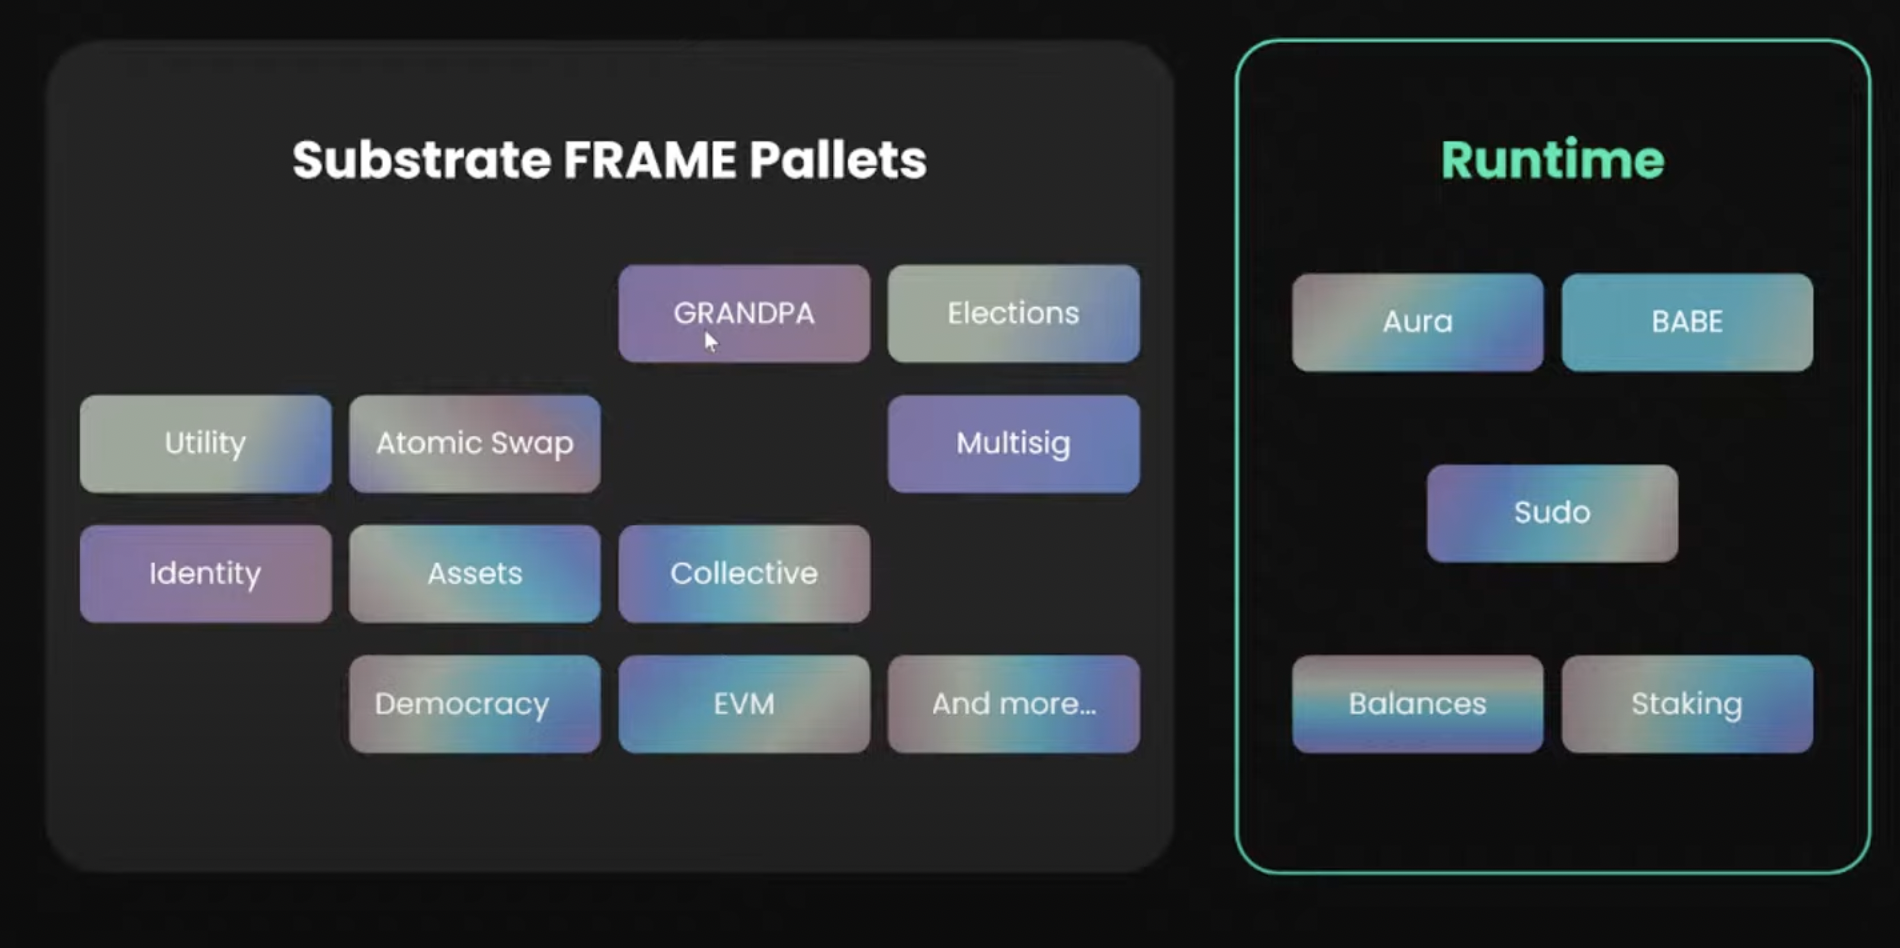 Substrate FRAME Pallets
GRANDPA
Elections
Utility
Atomic Swap
Multisig
Identity
Assets
Collective
Democracy
EVM
And more...
Runtime
Aura
BABE
Sudo
Balances
Staking